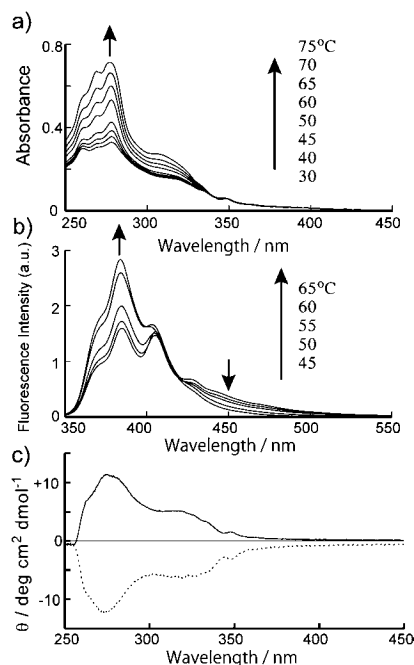 a)
0.8
75°C
70
65
60
50
45
40
30
Absorbance
0.4
0
250 300 350 400 450
Wavelength / nm
b)
3
65°C
60
55
50
45
Fluorescence Intensity (a.u.)
2
1
0
350 400 450 500 550
Wavelength / nm
c)
+10
0
-10
θ / deg cm² dmol⁻¹
250 300 350 400 450
Wavelength / nm